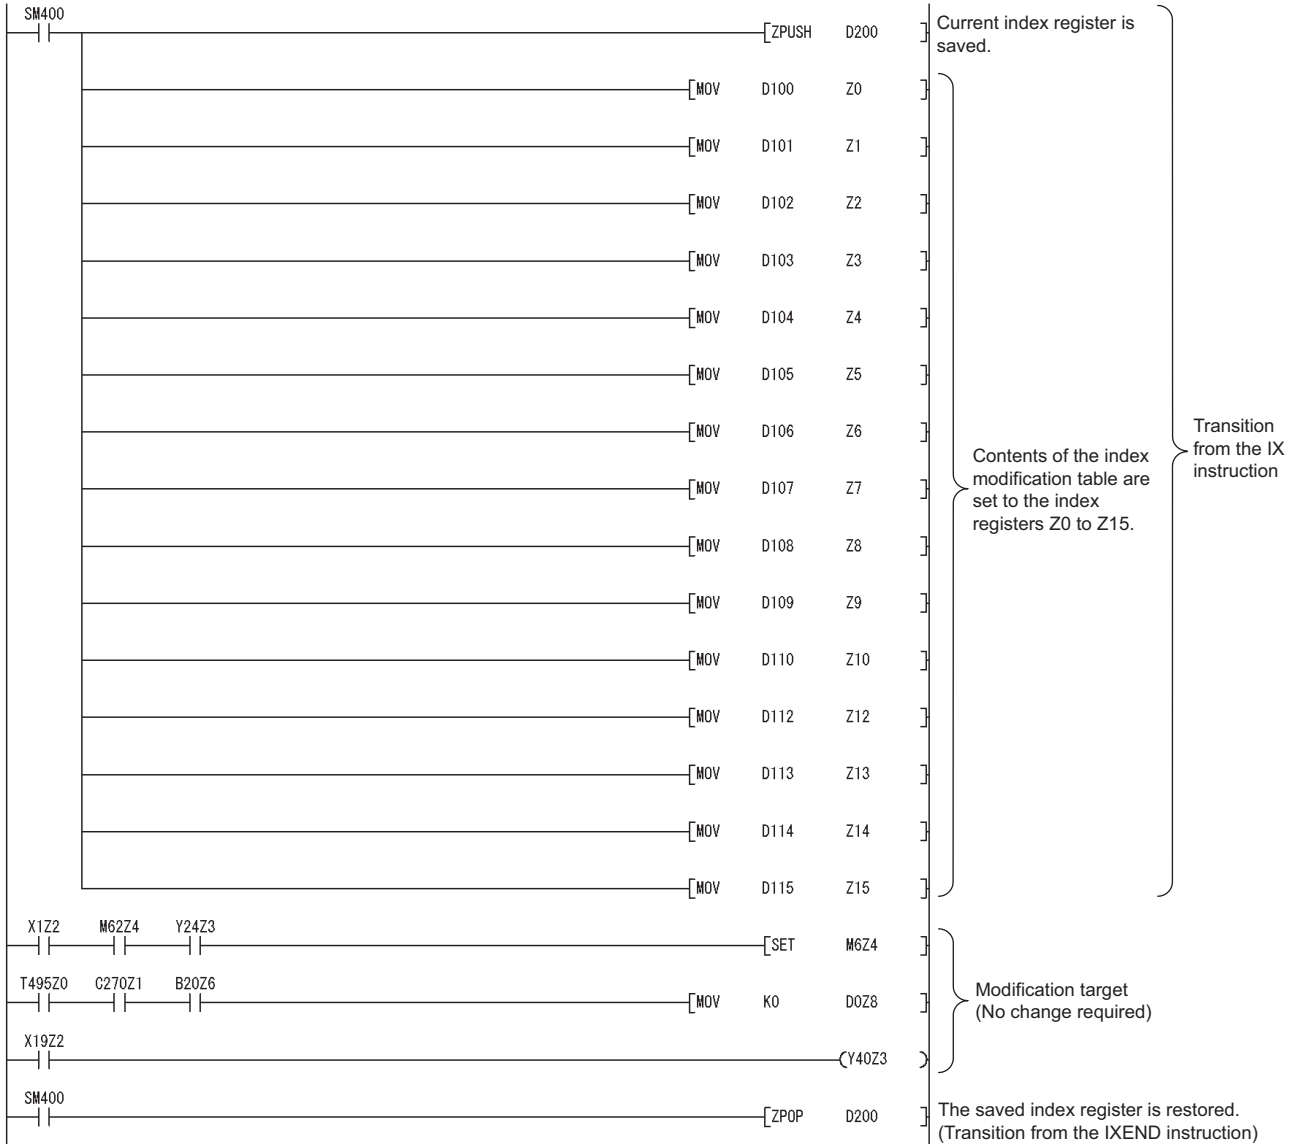 SM400
[ZPUSH D200 ]
Current index register is
saved.
[MOV D100 Z0 ]
[MOV D101 Z1 ]
[MOV D102 Z2 ]
[MOV D103 Z3 ]
[MOV D104 Z4 ]
[MOV D105 Z5 ]
[MOV D106 Z6 ]
[MOV D107 Z7 ]
[MOV D108 Z8 ]
[MOV D109 Z9 ]
[MOV D110 Z10 ]
[MOV D112 Z12 ]
[MOV D113 Z13 ]
[MOV D114 Z14 ]
[MOV D115 Z15 ]
Contents of the index
modification table are
set to the index
registers Z0 to Z15.
Transition
from the IX
instruction
X1Z2 M62Z4 Y24Z3
[SET M6Z4 ]
T495Z0 C270Z1 B20Z6
[MOV K0 D0Z8 ]
X19Z2
(Y40Z3 )
Modification target
(No change required)
SM400
[ZPOP D200 ]
The saved index register is restored.
(Transition from the IXEND instruction)